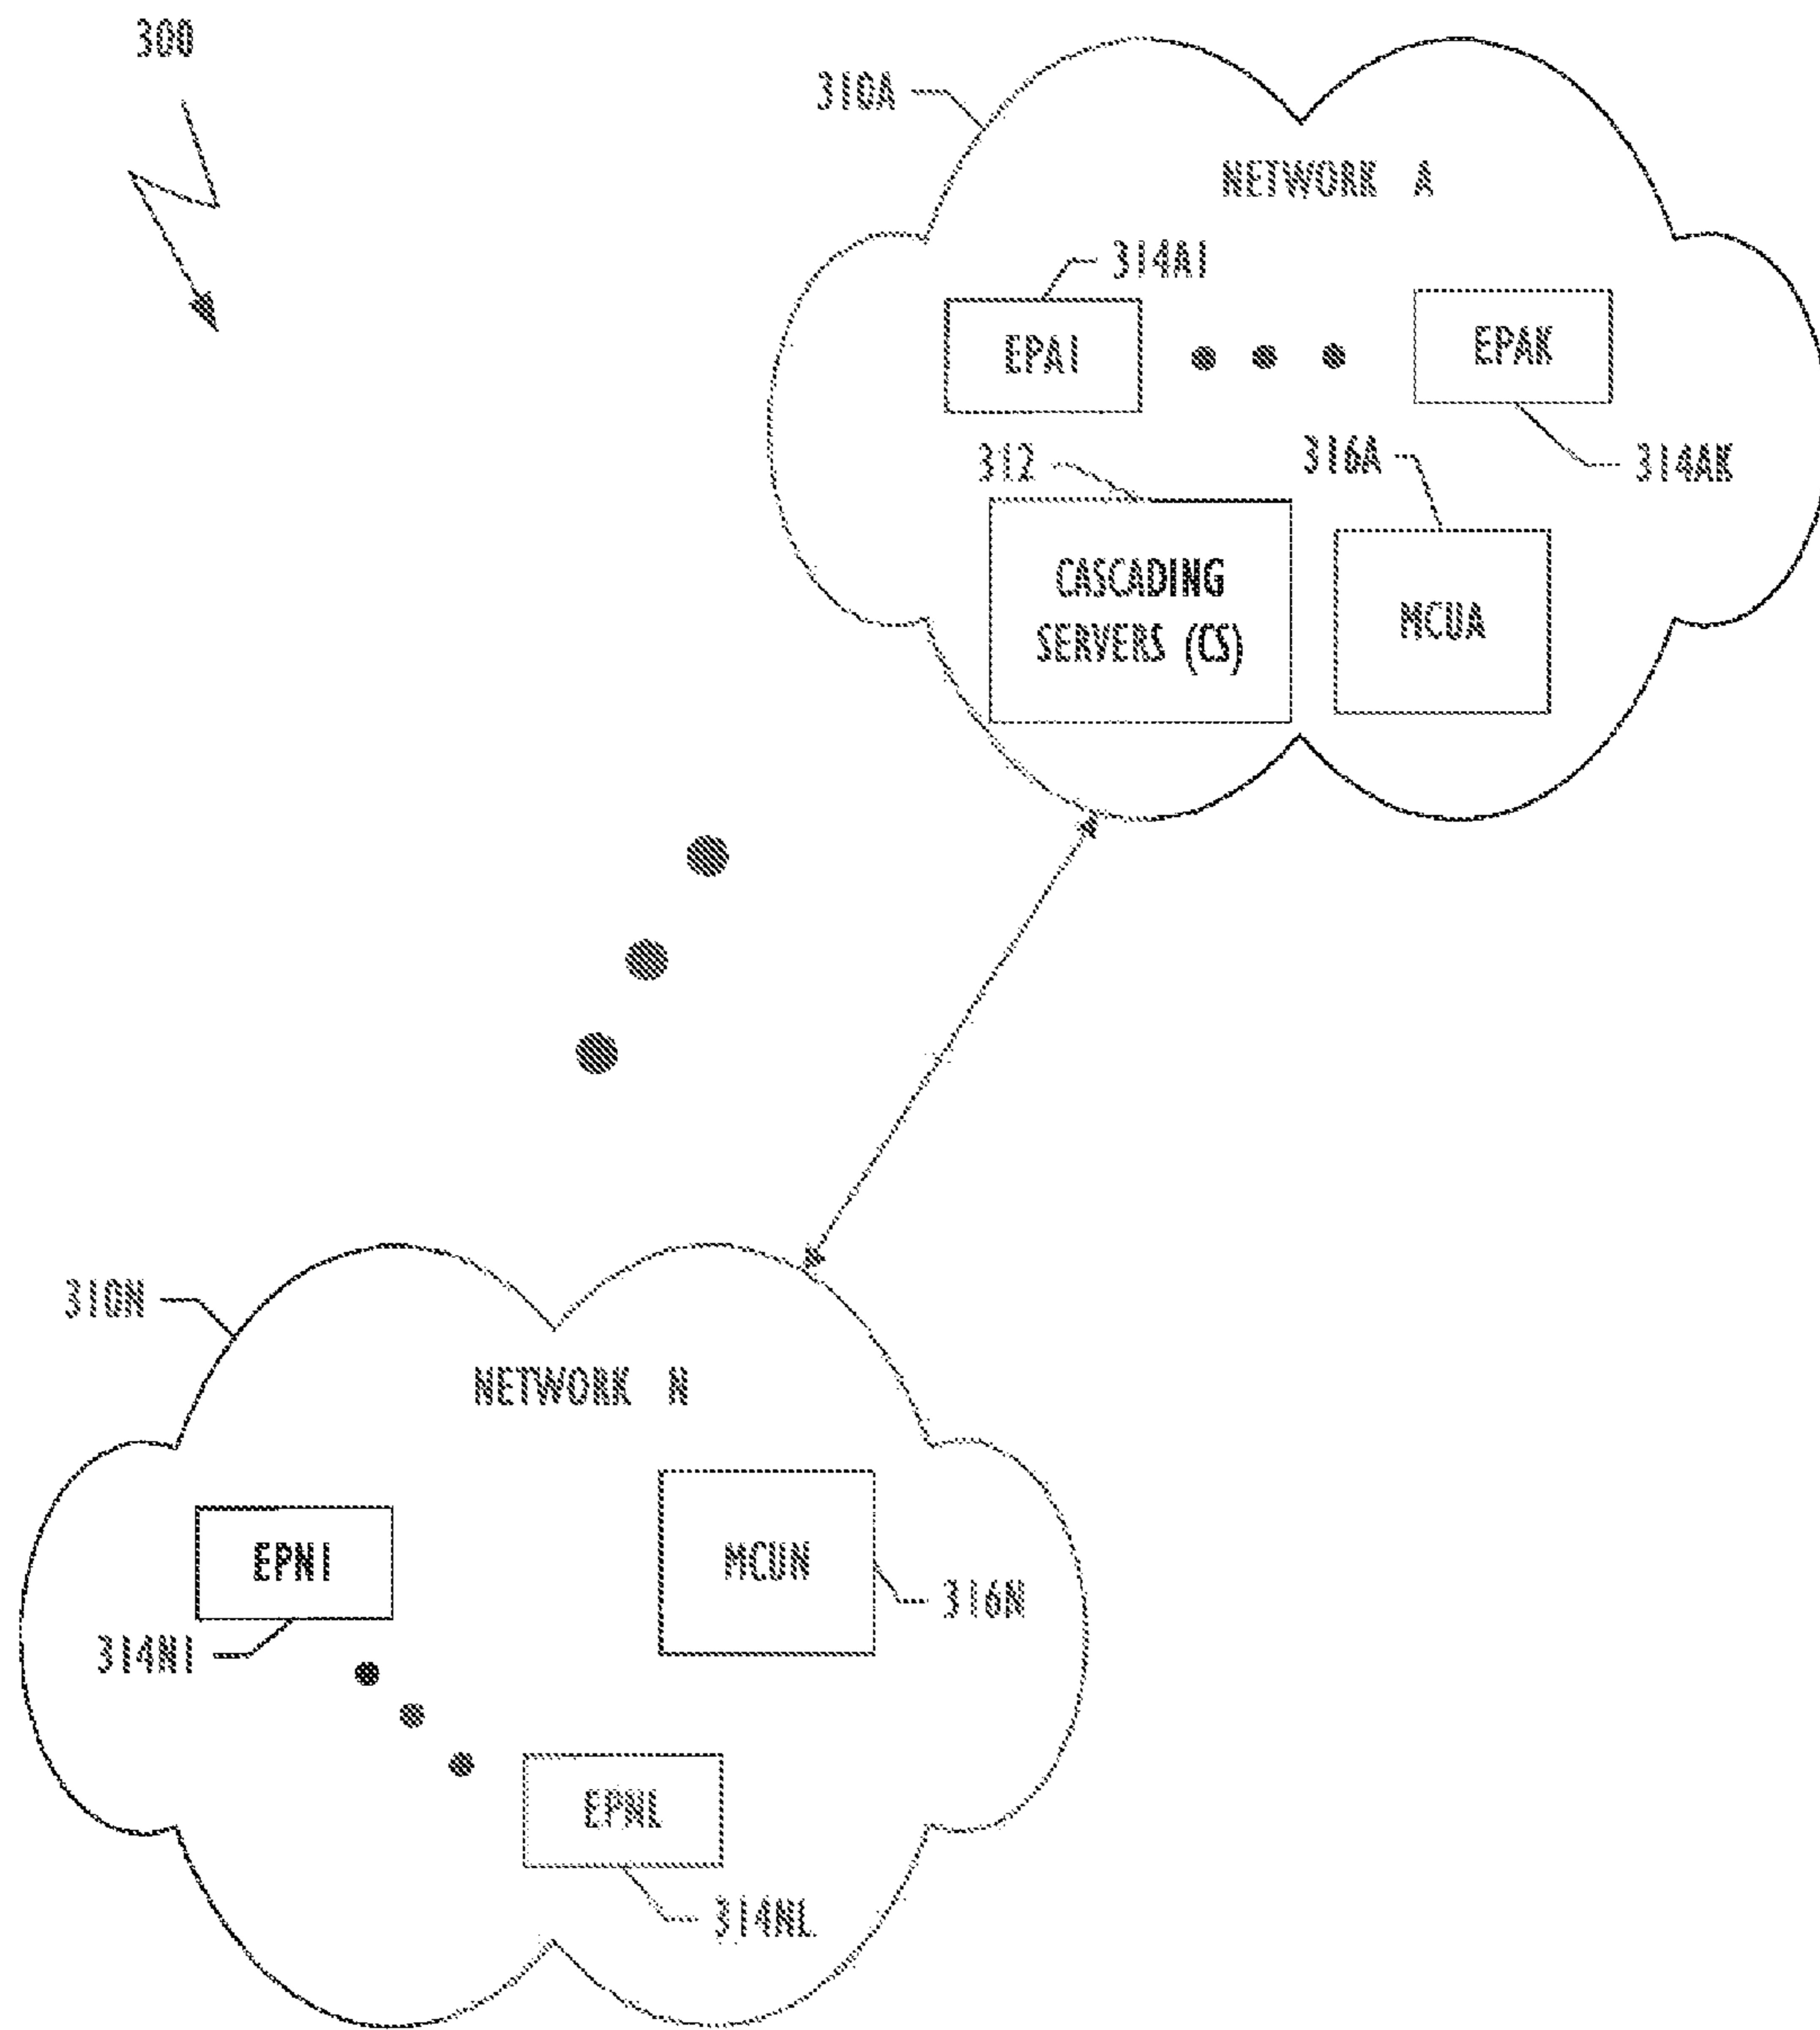 300
310A
NETWORK A
314A1
EPA1
EPAK
312
316A
314AK
CASCADING
SERVERS (CS)
MCUA
310N
NETWORK N
EPN1
MCUN
316N
314N1
EPNL
314NL